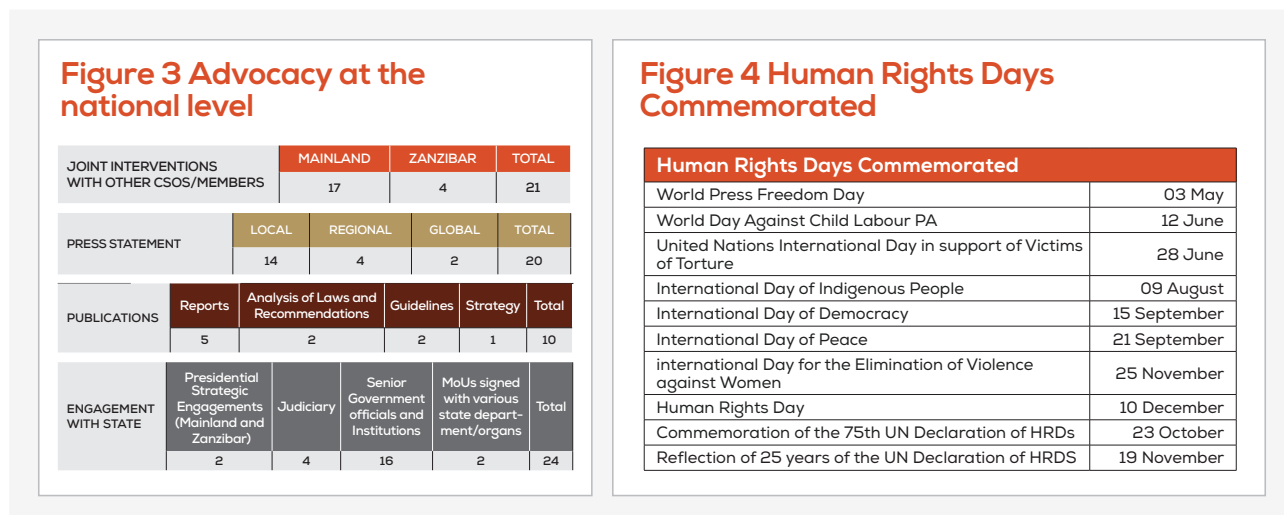 Figure 3 Advocacy at the
national level
JOINT INTERVENTIONS
WITH OTHER CSOS/MEMBERS
MAINLAND ZANZIBAR TOTAL
17 4 21
PRESS STATEMENT
LOCAL REGIONAL GLOBAL TOTAL
14 4 2 20
PUBLICATIONS
Reports Analysis of Laws and Guidelines Strategy Total
Recommendations
5 2 2 1 10
ENGAGEMENT
WITH STATE
Presidential
Strategic
Engagements
(Mainland and
Zanzibar)
Judiciary
Senior
Government
officials and
Institutions
MoUs signed
with various
state depart-
ment/organs
Total
2 4 16 2 24
Figure 4 Human Rights Days
Commemorated
Human Rights Days Commemorated
World Press Freedom Day 03 May
World Day Against Child Labour PA 12 June
United Nations International Day in support of Victims
of Torture 28 June
International Day of Indigenous People 09 August
International Day of Democracy 15 September
International Day of Peace 21 September
international Day for the Elimination of Violence
against Women 25 November
Human Rights Day 10 December
Commemoration of the 75th UN Declaration of HRDs 23 October
Reflection of 25 years of the UN Declaration of HRDS 19 November